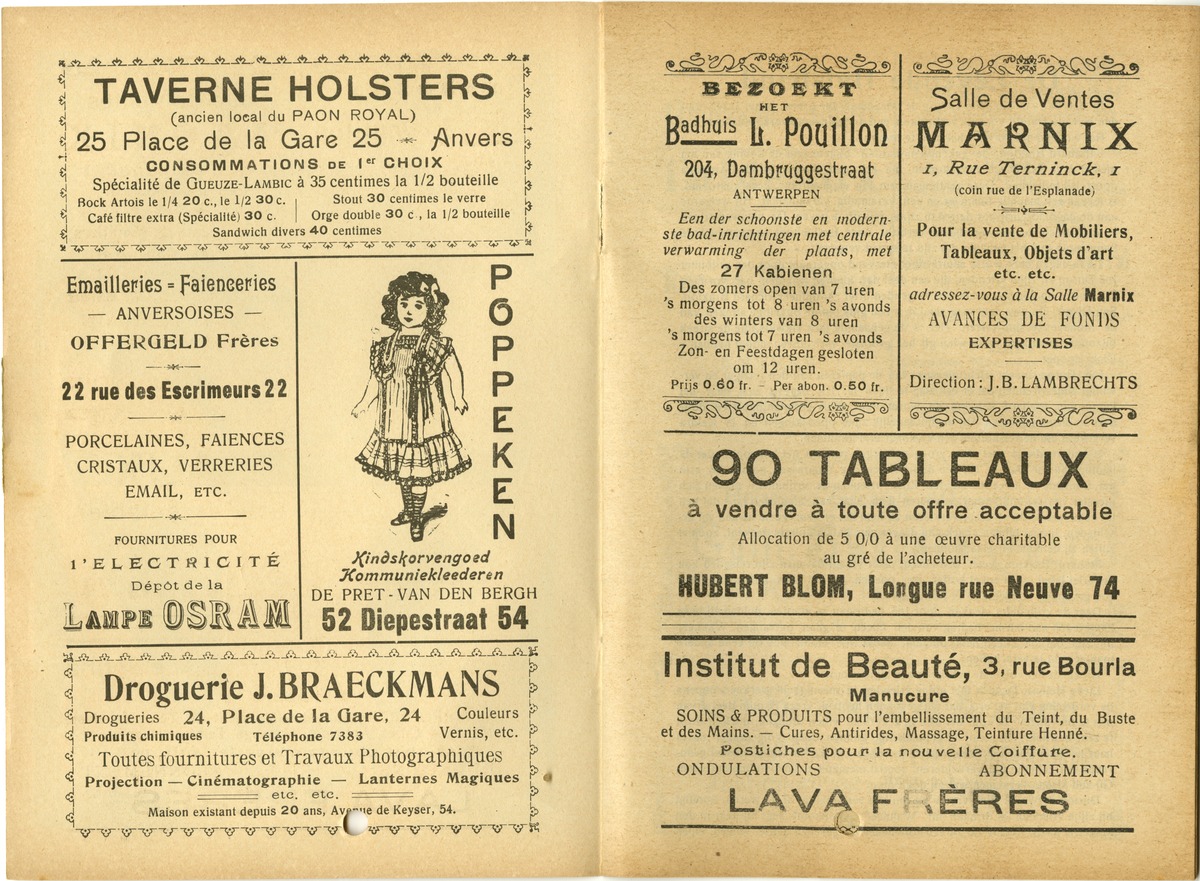 TAVERNE HOLSTERS
(ancien local du PAON ROYAL)
25 Place de la Gare 25 Anvers
CONSOMMATIONS DE 1er CHOIX
Spécialité de GUEUZE-LAMBIC à 35 centimes la 1/2 bouteille
Bock Artois le 1/4 20 c., le 1/2 30 c.
Café filtre extra (Spécialité) 30 c.
Stout 30 centimes le verre
Orge double 30 c., la 1/2 bouteille
Sandwich divers 40 centimes
Emailleries = Faienceries
— ANVERSOISES —
OFFERGELD Frères
22 rue des Escrimeurs 22
PORCELAINES, FAIENCES
CRISTAUX, VERRERIES
EMAIL, ETC.
FOURNITURES POUR
l'ELECTRICITÉ
Dépôt de la
LAMPE OSRAM
POPPEKEN
Kindskorvengoed
Kommuniekleederen
DE PRET-VAN DEN BERGH
52 Diepestraat 54
Droguerie J. BRAECKMANS
Drogueries 24, Place de la Gare, 24 Couleurs
Produits chimiques Téléphone 7383 Vernis, etc.
Toutes fournitures et Travaux Photographiques
Projection — Cinématographie — Lanternes Magiques
etc. etc.
Maison existant depuis 20 ans, Avenue de Keyser, 54.
BEZOEKT
HET
Badhuis L. Pouillon
204, Dambruggestraat
ANTWERPEN
Een der schoonste en modern-
ste bad-inrichtingen met centrale
verwarming der plaats, met
27 Kabienen
Des zomers open van 7 uren
's morgens tot 8 uren 's avonds
des winters van 8 uren
's morgens tot 7 uren 's avonds
Zon- en Feestdagen gesloten
om 12 uren.
Prijs 0.60 fr. - Per abon. 0.50 fr.
Salle de Ventes
MARNIX
1, Rue Terninck, 1
(coin rue de l'Esplanade)
Pour la vente de Mobiliers,
Tableaux, Objets d'art
etc. etc.
adressez-vous à la Salle Marnix
AVANCES DE FONDS
EXPERTISES
Direction: J.B. LAMBRECHTS
90 TABLEAUX
à vendre à toute offre acceptable
Allocation de 5 0/0 à une œuvre charitable
au gré de l'acheteur.
HUBERT BLOM, Longue rue Neuve 74
Institut de Beauté, 3, rue Bourla
Manucure
SOINS & PRODUITS pour l'embellissement du Teint, du Buste
et des Mains. — Cures, Antirides, Massage, Teinture Henné.
Postiches pour la nouvelle Coiffure.
ONDULATIONS ABONNEMENT
LAVA FRÈRES